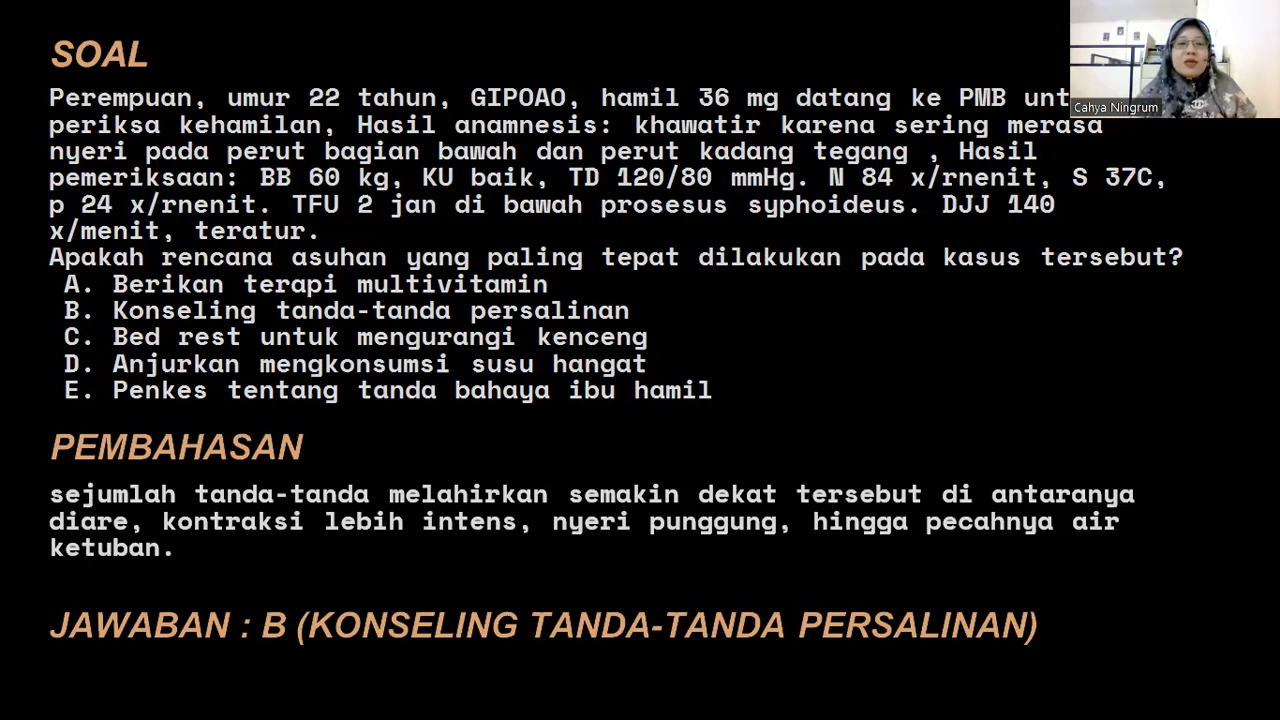 SOAL
Perempuan, umur 22 tahun, GIPOAO, hamil 36 mg datang ke PMB unt
periksa kehamilan, Hasil anamnesis: khawatir karena sering merasa
nyeri pada perut bagian bawah dan perut kadang tegang , Hasil
pemeriksaan: BB 60 kg, KU baik, TD 120/80 mmHg. N 84 x/rnenit, S 37C,
p 24 x/rnenit. TFU 2 jan di bawah prosesus syphoideus. DJJ 140
x/menit, teratur.
Apakah rencana asuhan yang paling tepat dilakukan pada kasus tersebut?
A. Berikan terapi multivitamin
B. Konseling tanda-tanda persalinan
C. Bed rest untuk mengurangi kenceng
D. Anjurkan mengkonsumsi susu hangat
E. Penkes tentang tanda bahaya ibu hamil
PEMBAHASAN
sejumlah tanda-tanda melahirkan semakin dekat tersebut di antaranya
diare, kontraksi lebih intens, nyeri punggung, hingga pecahnya air
ketuban.
JAWABAN : B (KONSELING TANDA-TANDA PERSALINAN)
Cahya Ningrum